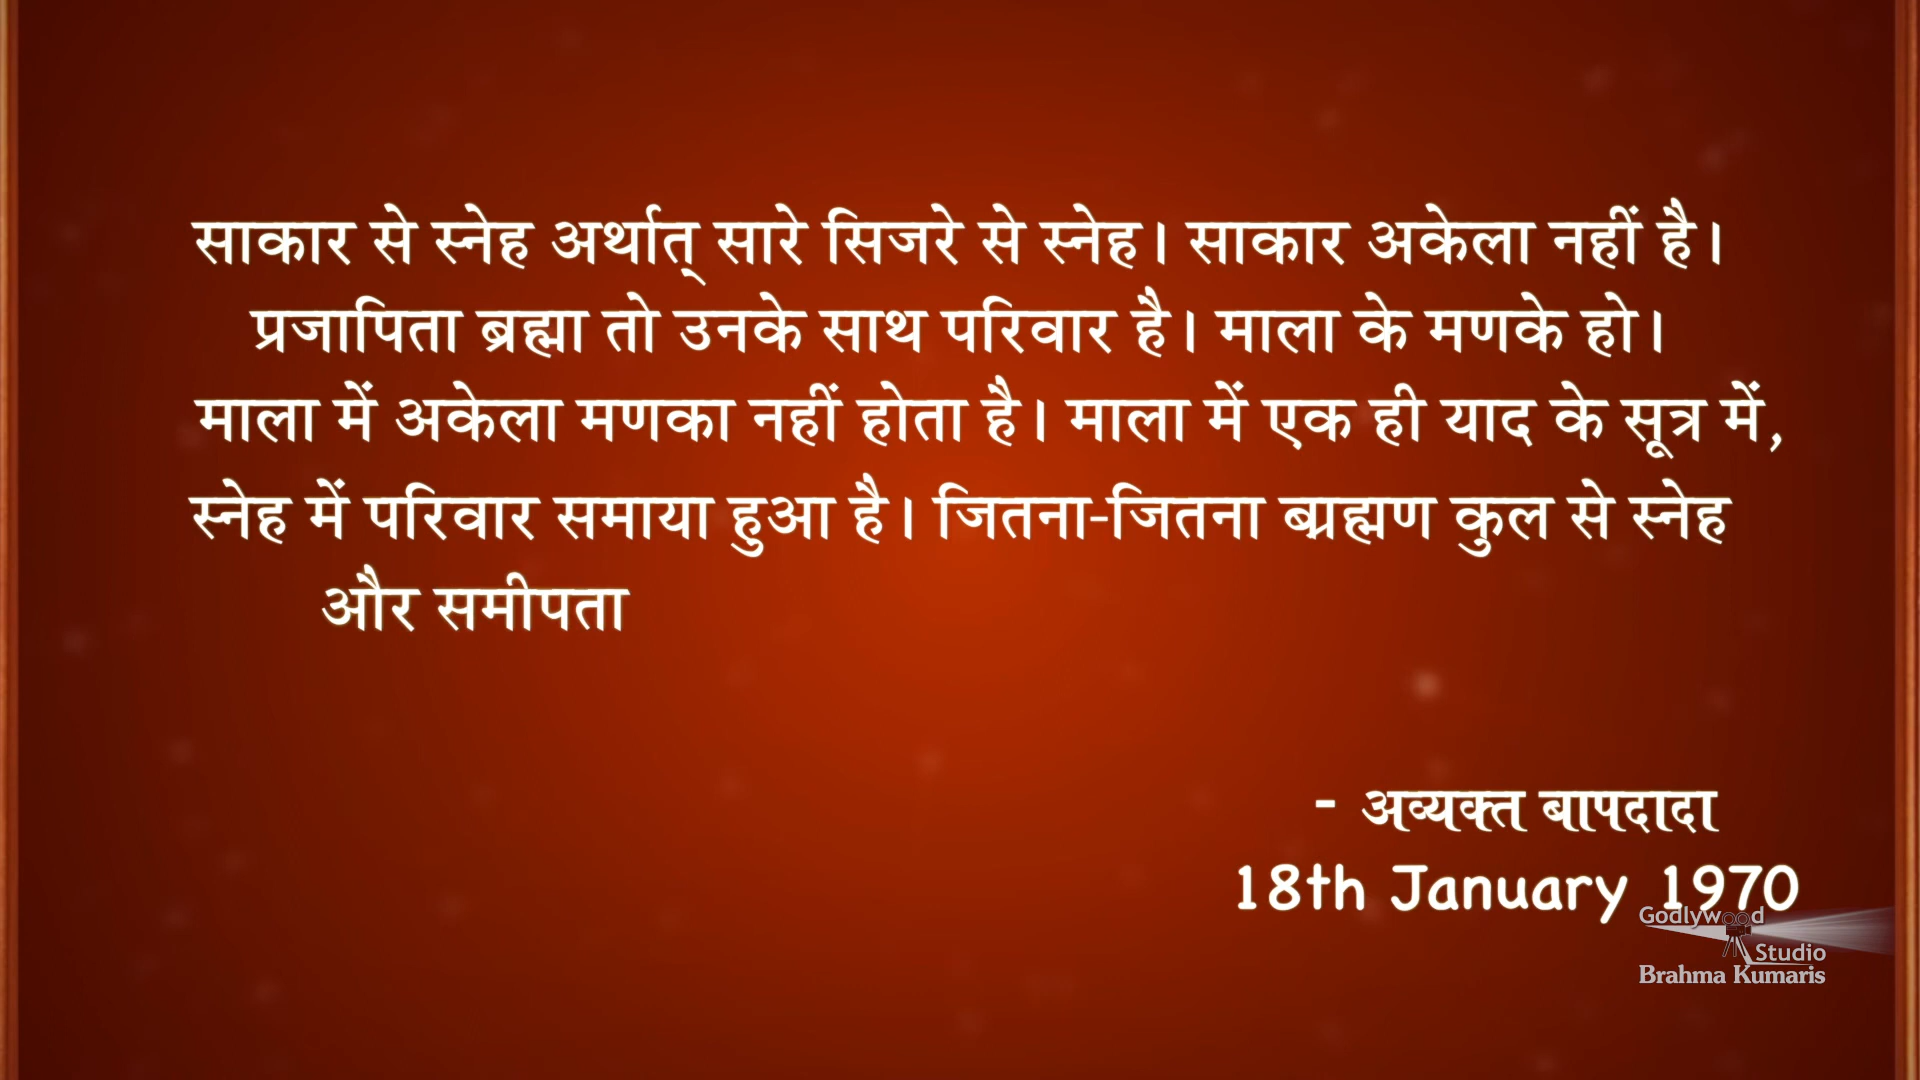 साकार से स्नेह अर्थात् सारे सिजरे से स्नेह। साकार अकेला नहीं है।
प्रजापिता ब्रह्मा तो उनके साथ परिवार है। माला के मणके हो।
माला में अकेला मणका नहीं होता है। माला में एक ही याद के सूत्र में,
स्नेह में परिवार समाया हुआ है। जितना-जितना ब्राह्मण कुल से स्नेह
और समीपता
- अव्यक्त बापदादा
18th January 1970
Godlywood
Studio
Brahma Kumaris